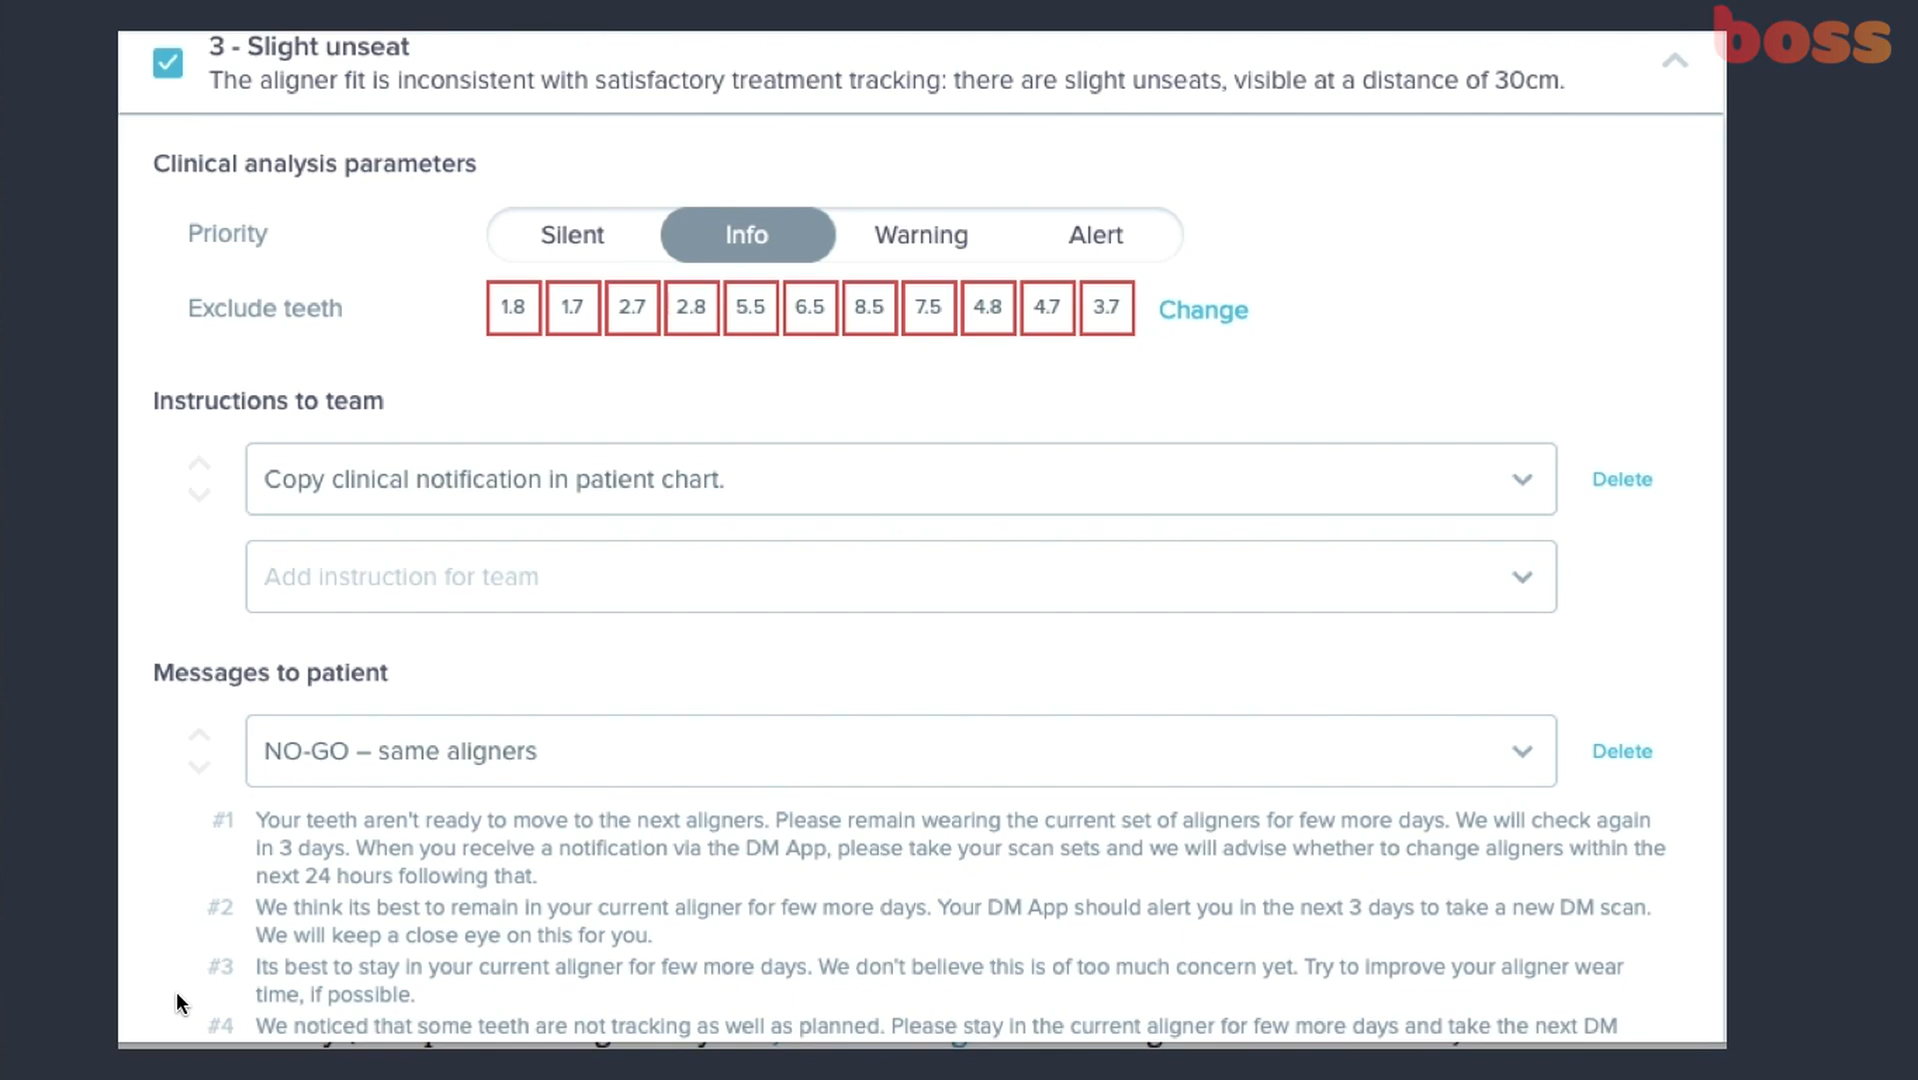 boss
3 - Slight unseat
The aligner fit is inconsistent with satisfactory treatment tracking: there are slight unseats, visible at a distance of 30cm.
Clinical analysis parameters
Priority
Silent
Info
Warning
Alert
Exclude teeth
1.8 1.7 2.7 2.8 5.5 6.5 8.5 7.5 4.8 4.7 3.7 Change
Instructions to team
Copy clinical notification in patient chart.
Delete
Add instruction for team
Messages to patient
NO-GO – same aligners
Delete
#1 Your teeth aren't ready to move to the next aligners. Please remain wearing the current set of aligners for few more days. We will check again
in 3 days. When you receive a notification via the DM App, please take your scan sets and we will advise whether to change aligners within the
next 24 hours following that.
#2 We think its best to remain in your current aligner for few more days. Your DM App should alert you in the next 3 days to take a new DM scan.
We will keep a close eye on this for you.
#3 Its best to stay in your current aligner for few more days. We don't believe this is of too much concern yet. Try to improve your aligner wear
time, if possible.
#4 We noticed that some teeth are not tracking as well as planned. Please stay in the current aligner for few more days and take the next DM